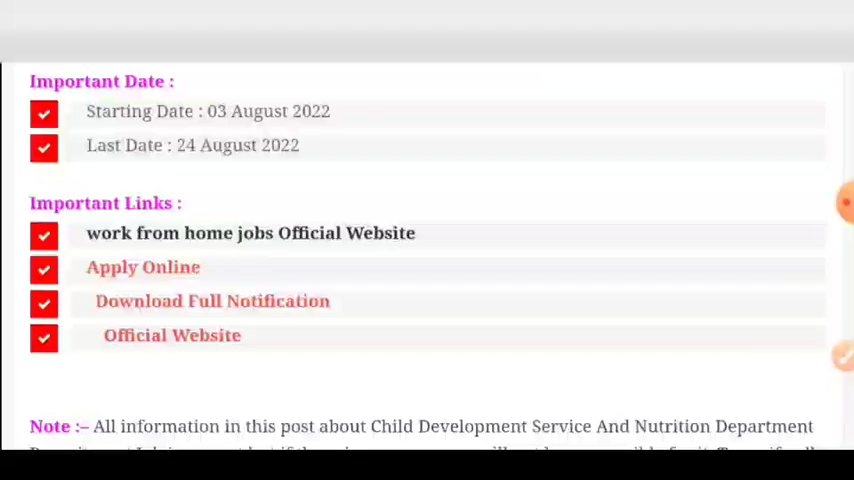 Important Date :
Starting Date : 03 August 2022
Last Date : 24 August 2022
Important Links :
work from home jobs Official Website
Apply Online
Download Full Notification
Official Website
Note :– All information in this post about Child Development Service And Nutrition Department